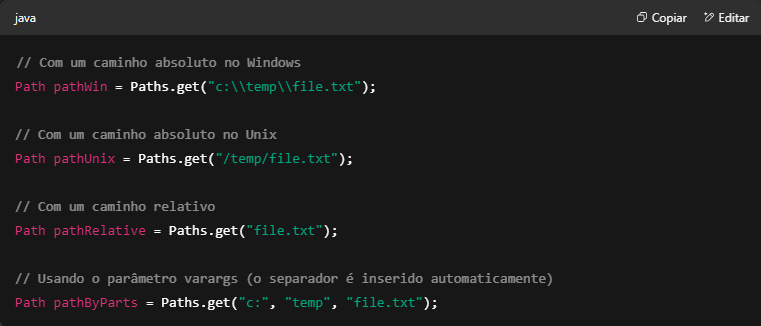 java
Copiar
Editar
// Com um caminho absoluto no Windows
Path pathWin = Paths.get("c:\\temp\\file.txt");
// Com um caminho absoluto no Unix
Path pathUnix = Paths.get("/temp/file.txt");
// Com um caminho relativo
Path pathRelative = Paths.get("file.txt");
// Usando o parâmetro varargs (o separador é inserido automaticamente)
Path pathByParts = Paths.get("c:", "temp", "file.txt");